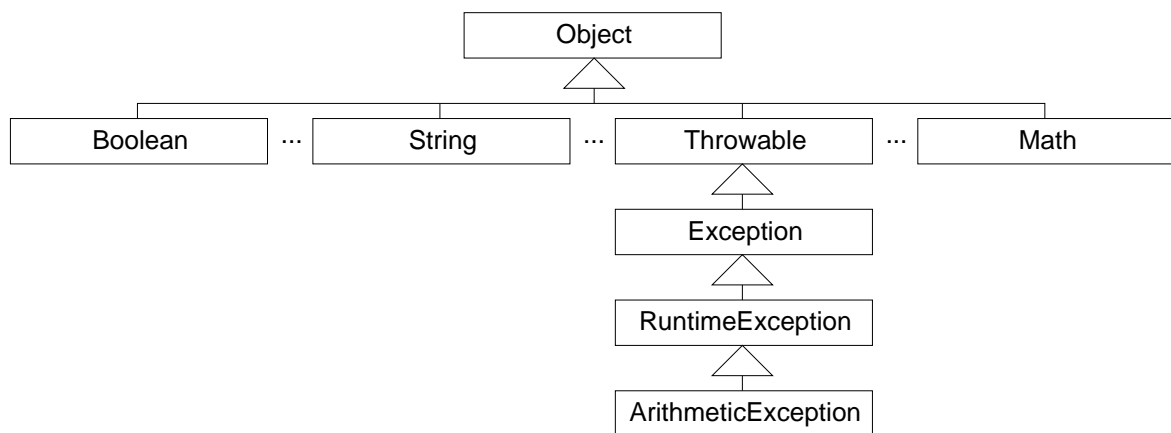 Object
Boolean ... String ... Throwable ... Math
Exception
RuntimeException
ArithmeticException